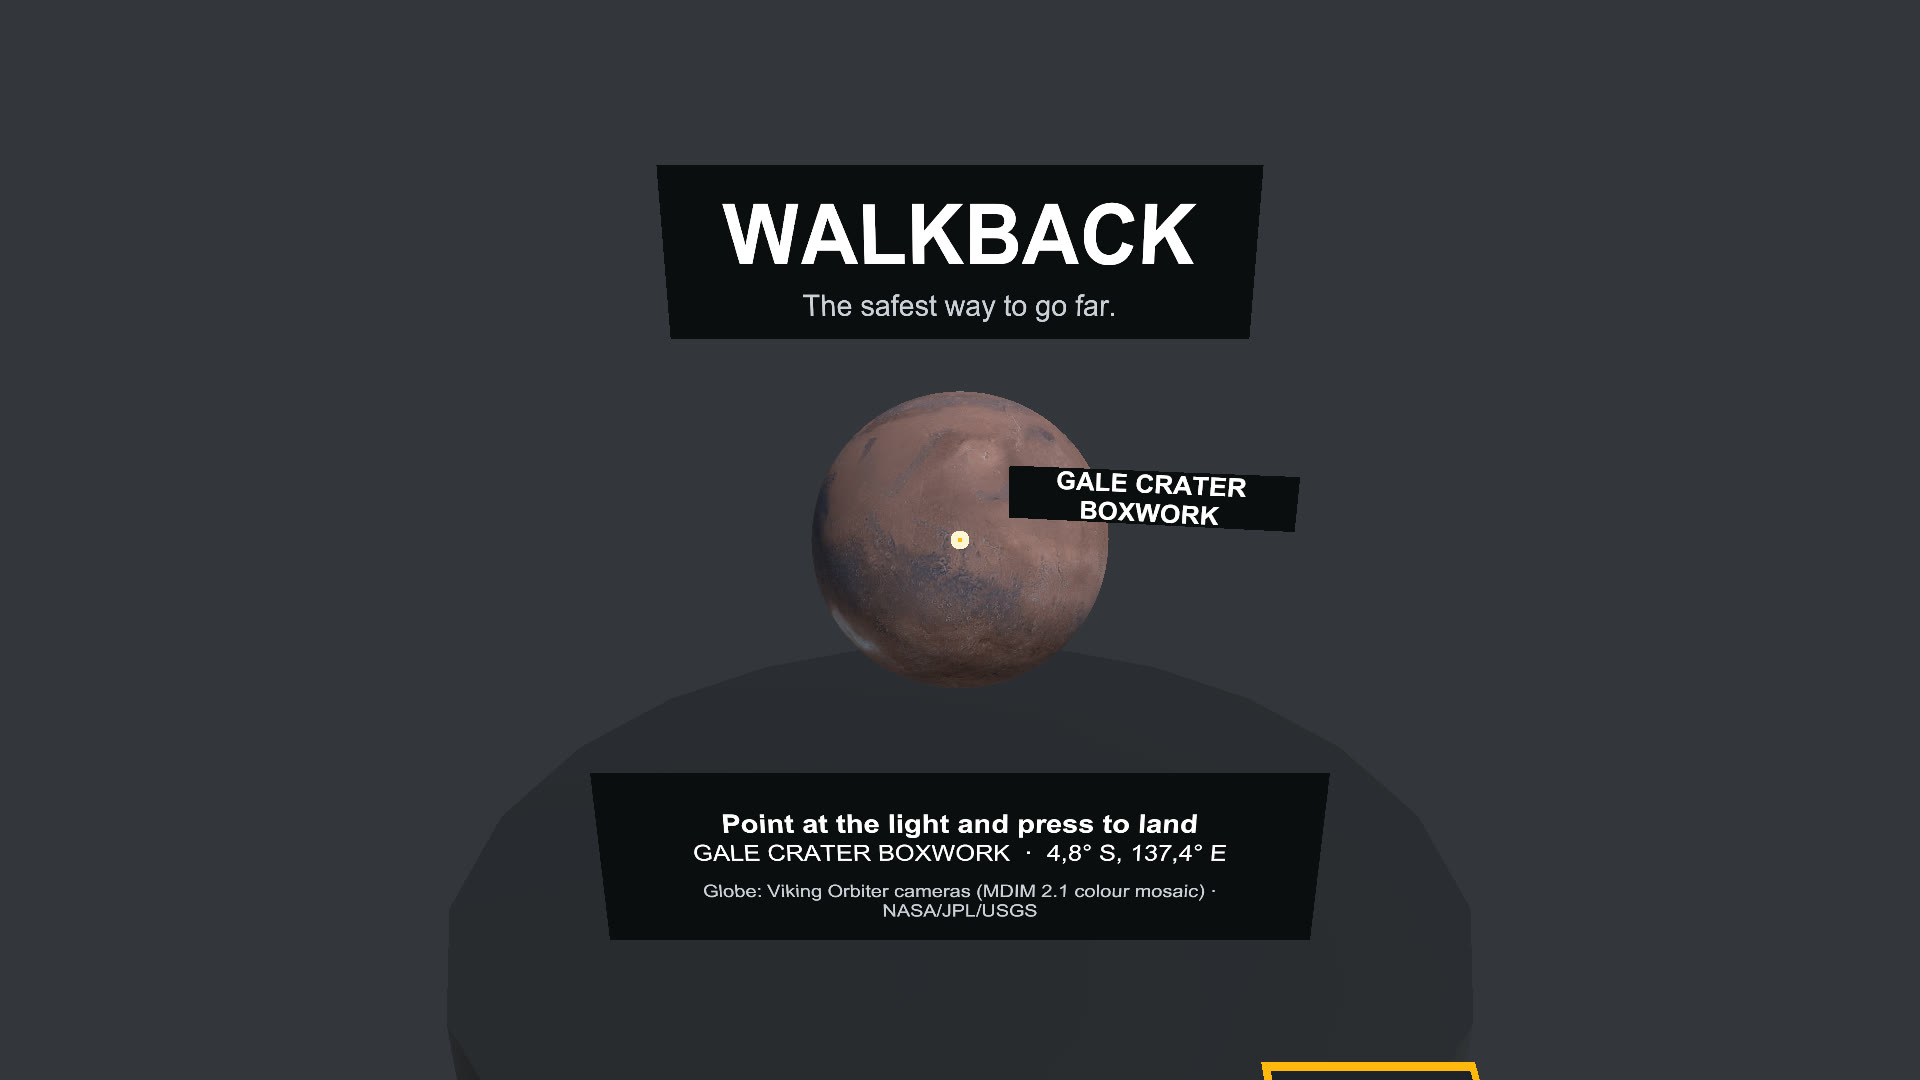 WALKBACK
The safest way to go far.
GALE CRATER
BOXWORK
Point at the light and press to land
GALE CRATER BOXWORK · 4,8° S, 137,4° E
Globe: Viking Orbiter cameras (MDIM 2.1 colour mosaic) ·
NASA/JPL/USGS